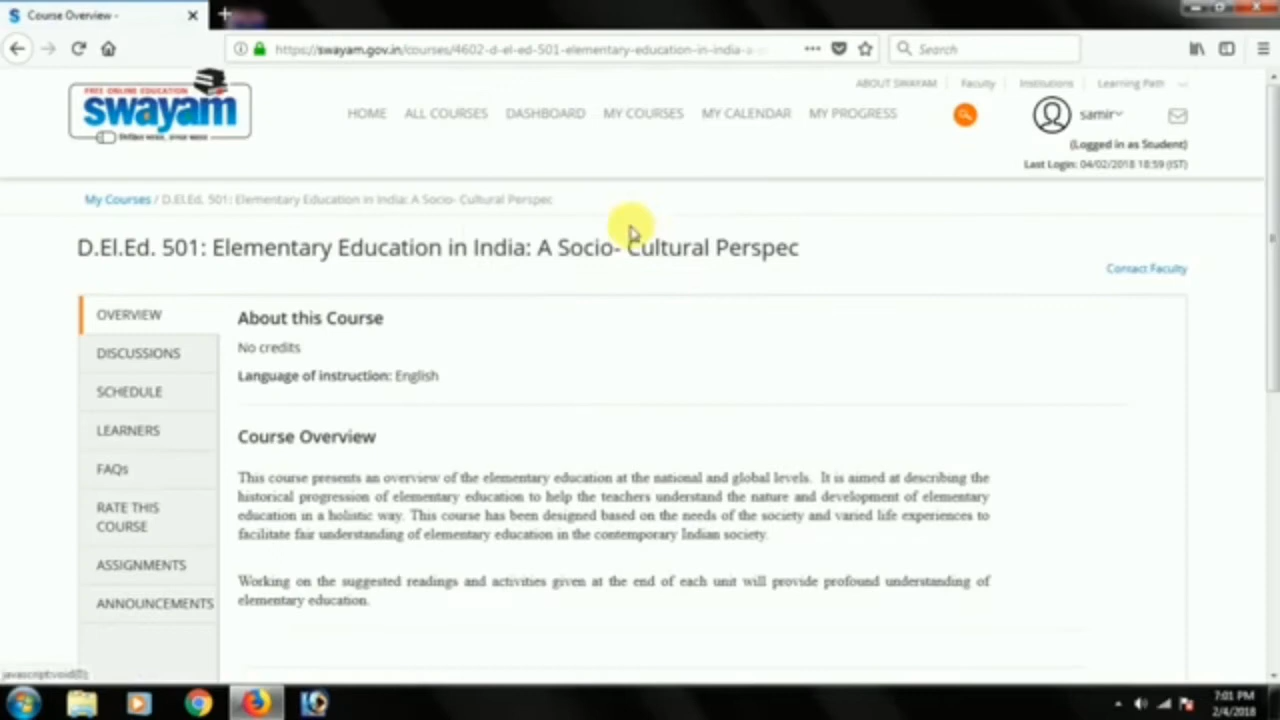 Course Overview -
https://swayam.gov.in/courses/4602-d-el-ed-501-elementary-education-in-india-a-
Search
ABOUT SWAYAM
Faculty
Institutions
Learning Path
FREE ONLINE EDUCATION
swayam
HOME
ALL COURSES
DASHBOARD
MY COURSES
MY CALENDAR
MY PROGRESS
samir
(Logged in as Student)
Last Login: 04/02/2018 18:59 (IST)
My Courses / D.El.Ed. 501: Elementary Education in India: A Socio- Cultural Perspec
D.El.Ed. 501: Elementary Education in India: A Socio- Cultural Perspec
Contact Faculty
OVERVIEW
DISCUSSIONS
SCHEDULE
LEARNERS
FAQs
RATE THIS
COURSE
ASSIGNMENTS
ANNOUNCEMENTS
About this Course
No credits
Language of instruction: English
Course Overview
This course presents an overview of the elementary education at the national and global levels. It is aimed at describing the
historical progression of elementary education to help the teachers understand the nature and development of elementary
education in a holistic way. This course has been designed based on the needs of the society and varied life experiences to
facilitate fair understanding of elementary education in the contemporary Indian society.
Working on the suggested readings and activities given at the end of each unit will provide profound understanding of
elementary education.
javascript:void(0);
7:01 PM
2/4/2018